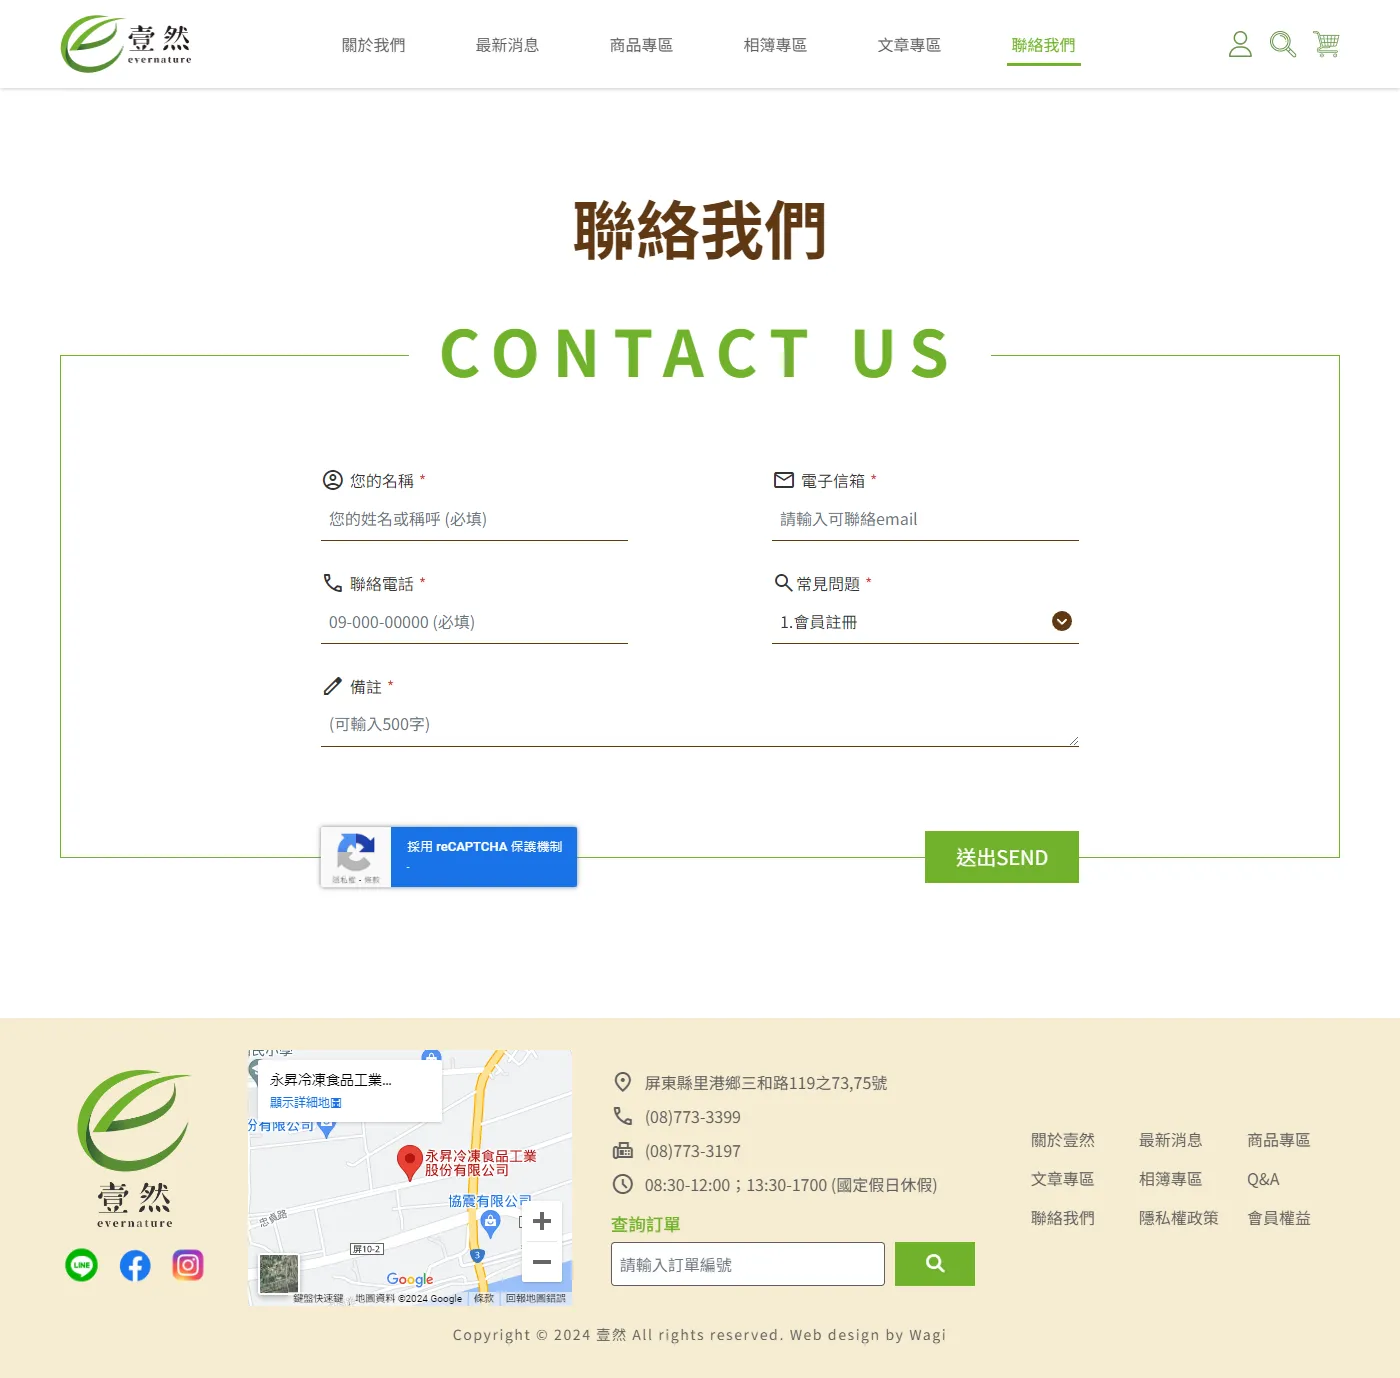 壹然
evernature
關於我們
最新消息
商品專區
相簿專區
文章專區
聯絡我們
聯絡我們
CONTACT US
您的名稱 *
電子信箱 *
您的姓名或稱呼 (必填)
請輸入可聯絡email
聯絡電話 *
常見問題 *
09-000-00000 (必填)
1.會員註冊
備註 *
(可輸入500字)
採用 reCAPTCHA 保護機制
-
隱私權 - 條款
送出SEND
壹然
evernature
LINE
永昇冷凍食品工業...
顯示詳細地圖
份有限公司
永昇冷凍食品工業
股份有限公司
協震有限公司
忠貞路
屏10-2
3
Google
鍵盤快速鍵
地圖資料 ©2024 Google
條款
回報地圖錯誤
屏東縣里港鄉三和路119之73,75號
(08)773-3399
(08)773-3197
08:30-12:00；13:30-1700 (國定假日休假)
查詢訂單
請輸入訂單編號
關於壹然
最新消息
商品專區
文章專區
相簿專區
Q&A
聯絡我們
隱私權政策
會員權益
Copyright © 2024 壹然 All rights reserved. Web design by Wagi